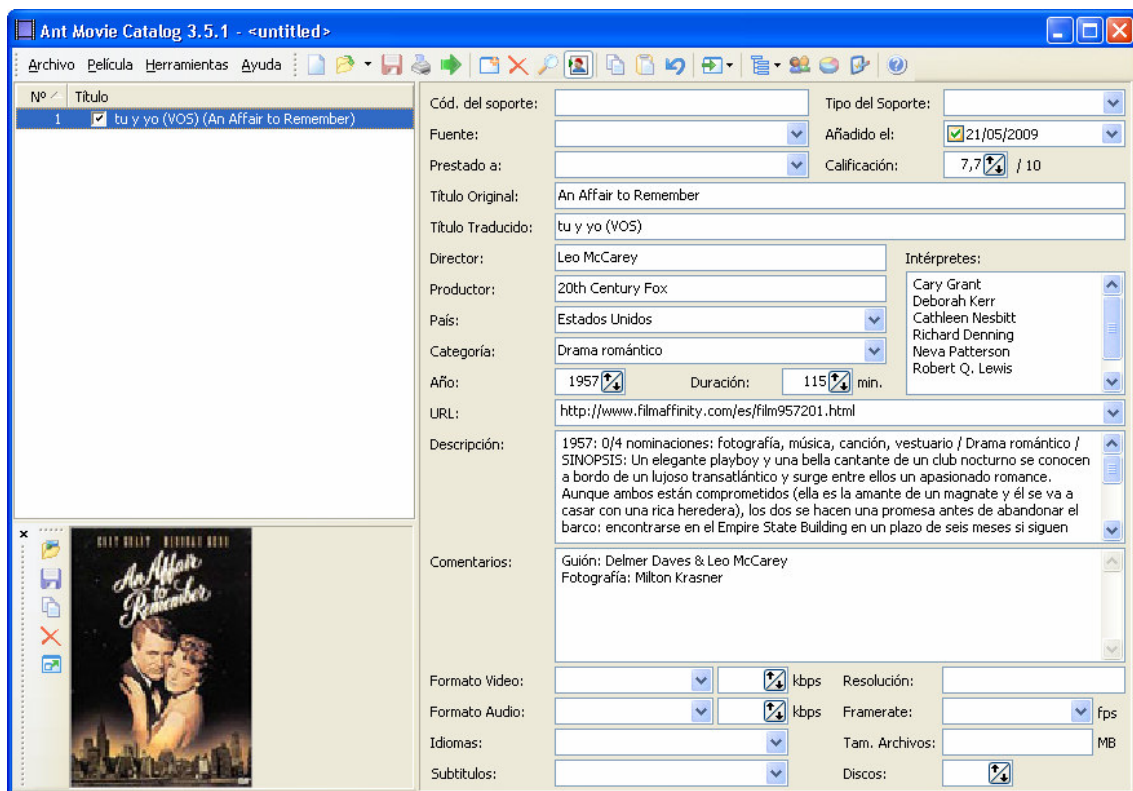 Ant Movie Catalog 3.5.1 - <untitled>
Archivo Película Herramientas Ayuda
Nº Título
1 tu y yo (VOS) (An Affair to Remember)
Cód. del soporte: Tipo del Soporte:
Fuente: Añadido el: 21/05/2009
Prestado a: Calificación: 7,7 / 10
Título Original: An Affair to Remember
Título Traducido: tu y yo (VOS)
Director: Leo McCarey
Productor: 20th Century Fox
País: Estados Unidos
Categoría: Drama romántico
Año: 1957 Duración: 115 min.
Intérpretes:
Cary Grant
Deborah Kerr
Cathleen Nesbitt
Richard Denning
Neva Patterson
Robert Q. Lewis
URL: http://www.filmaffinity.com/es/film957201.html
Descripción: 1957: 0/4 nominaciones: fotografía, música, canción, vestuario / Drama romántico /
SINOPSIS: Un elegante playboy y una bella cantante de un club nocturno se conocen
a bordo de un lujoso transatlántico y surge entre ellos un apasionado romance.
Aunque ambos están comprometidos (ella es la amante de un magnate y él se va a
casar con una rica heredera), los dos se hacen una promesa antes de abandonar el
barco: encontrarse en el Empire State Building en un plazo de seis meses si siguen
Comentarios: Guión: Delmer Daves & Leo McCarey
Fotografía: Milton Krasner
Formato Video: kbps Resolución:
Formato Audio: kbps Framerate: fps
Idiomas: Tam. Archivos: MB
Subtitulos: Discos:
CARY GRANT DEBORAH KERR
An Affair
to
Remember